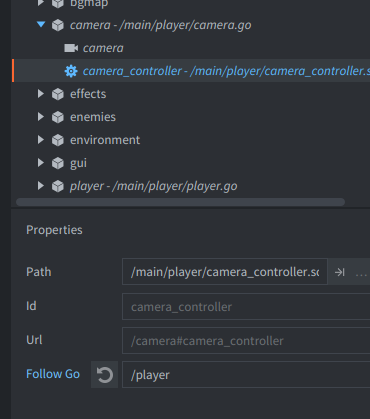 bgmap
camera - /main/player/camera.go
camera
camera_controller - /main/player/camera_controller.s
effects
enemies
environment
gui
player - /main/player/player.go
Properties
Path /main/player/camera_controller.sc ...
Id camera_controller
Url /camera#camera_controller
Follow Go /player